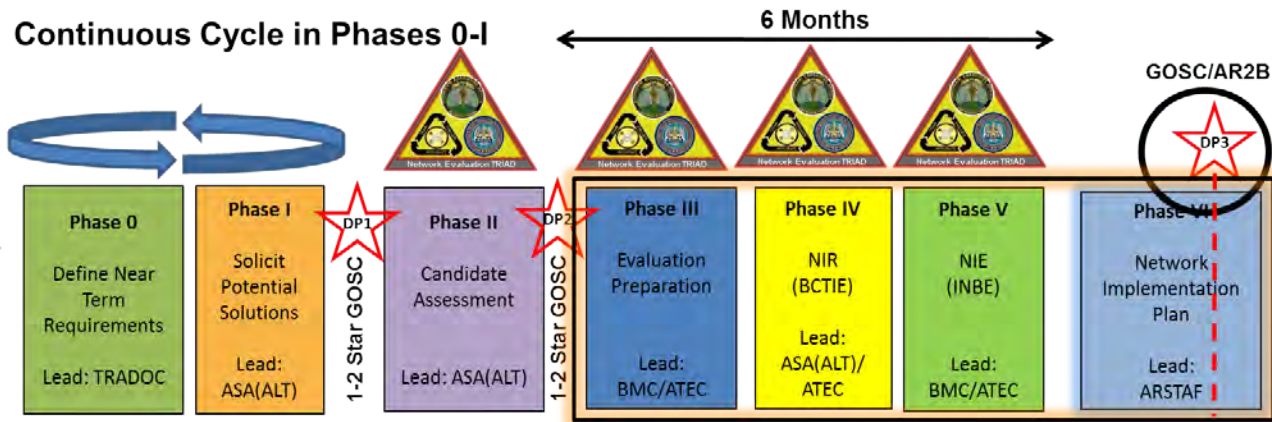 Continuous Cycle in Phases 0-I
6 Months
GOSC/AR2B
Network Evaluation TRIAD
Network Evaluation TRIAD
Network Evaluation TRIAD
Network Evaluation TRIAD
DP3
Phase 0
Define Near
Term
Requirements
Lead: TRADOC
Phase I
Solicit
Potential
Solutions
Lead:
ASA(ALT)
DP1
1-2 Star GOSC
Phase II
Candidate
Assessment
Lead: ASA(ALT)
DP2
1-2 Star GOSC
Phase III
Evaluation
Preparation
Lead:
BMC/ATEC
Phase IV
NIR
(BCTIE)
Lead:
ASA(ALT)/
ATEC
Phase V
NIE
(INBE)
Lead:
BMC/ATEC
Phase VI
Network
Implementation
Plan
Lead:
ARSTAF